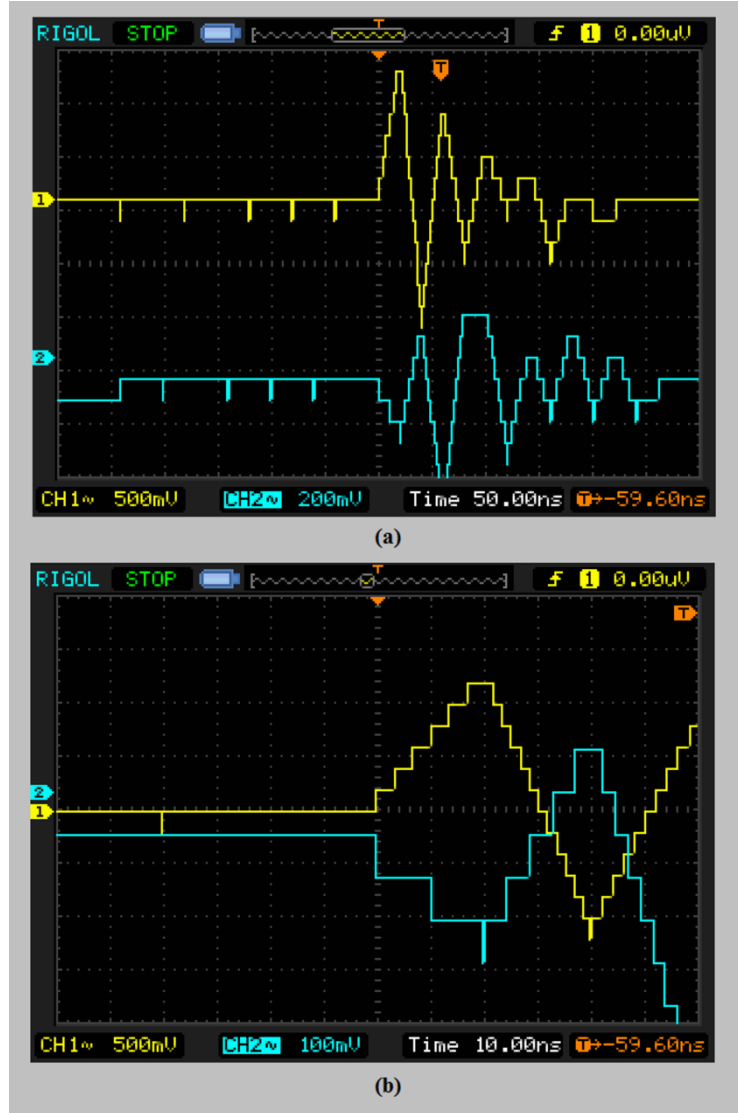 RIGOL STOP T 1 0.00uV
T
1
2
CH1~ 500mV CH2~ 200mV Time 50.00ns T→-59.60ns
(a)
RIGOL STOP T 1 0.00uV
T
2
1
CH1~ 500mV CH2~ 100mV Time 10.00ns T→-59.60ns
(b)